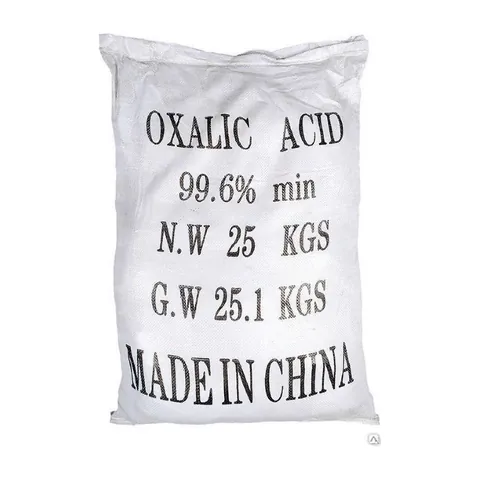 OXALIC ACID
99.6% min
N.W 25 KGS
G.W 25.1 KGS
MADE IN CHINA